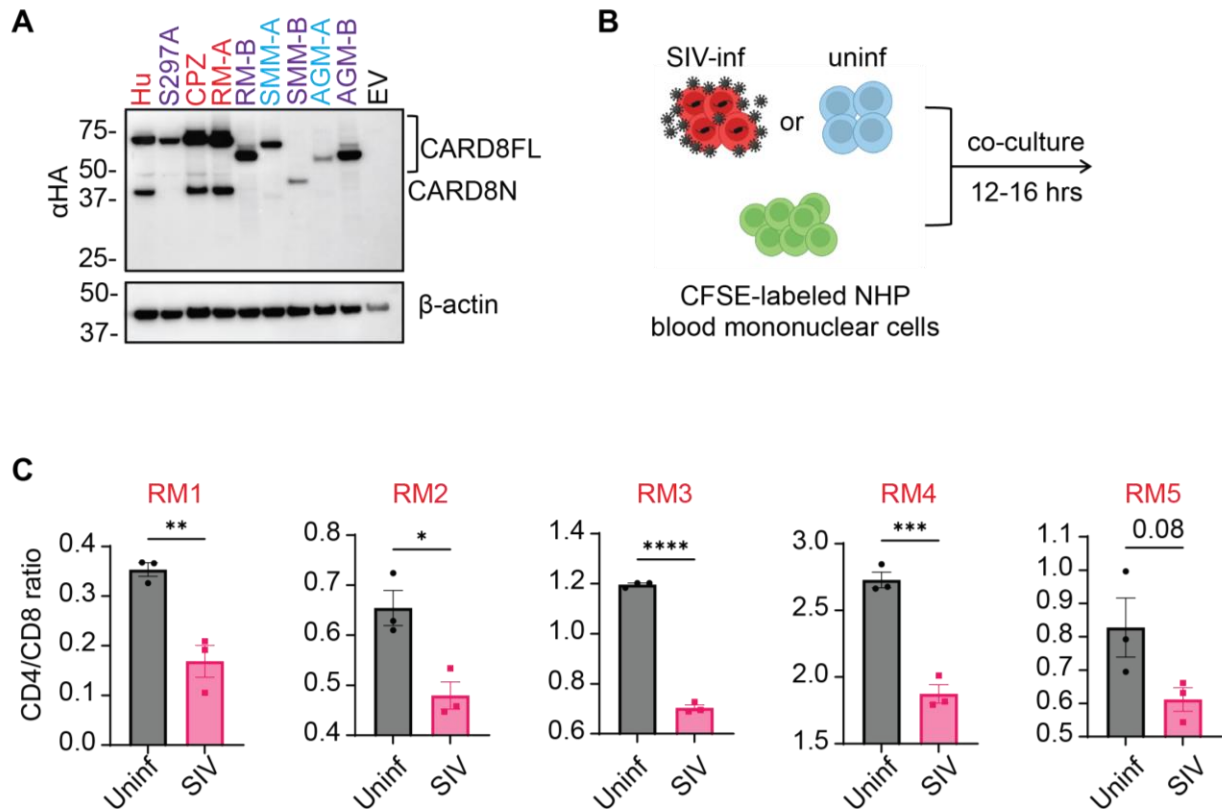 A
Hu
S297A
CPZ
RM-A
RM-B
SMM-A
SMM-B
AGM-A
AGM-B
EV
75-
50-
37-
25-
αHA
CARD8FL
CARD8N
50-
37-
β-actin
B
SIV-inf
or
uninf
co-culture
12-16 hrs
CFSE-labeled NHP
blood mononuclear cells
C
CD4/CD8 ratio
RM1
**
0.4
0.3
0.2
0.1
0.0
Uninf
SIV
RM2
*
0.8
0.7
0.6
0.5
0.4
Uninf
SIV
RM3
****
1.4
1.2
1.0
0.8
0.6
Uninf
SIV
RM4
***
3.0
2.5
2.0
1.5
Uninf
SIV
RM5
0.08
1.1
1.0
0.9
0.8
0.7
0.6
0.5
Uninf
SIV